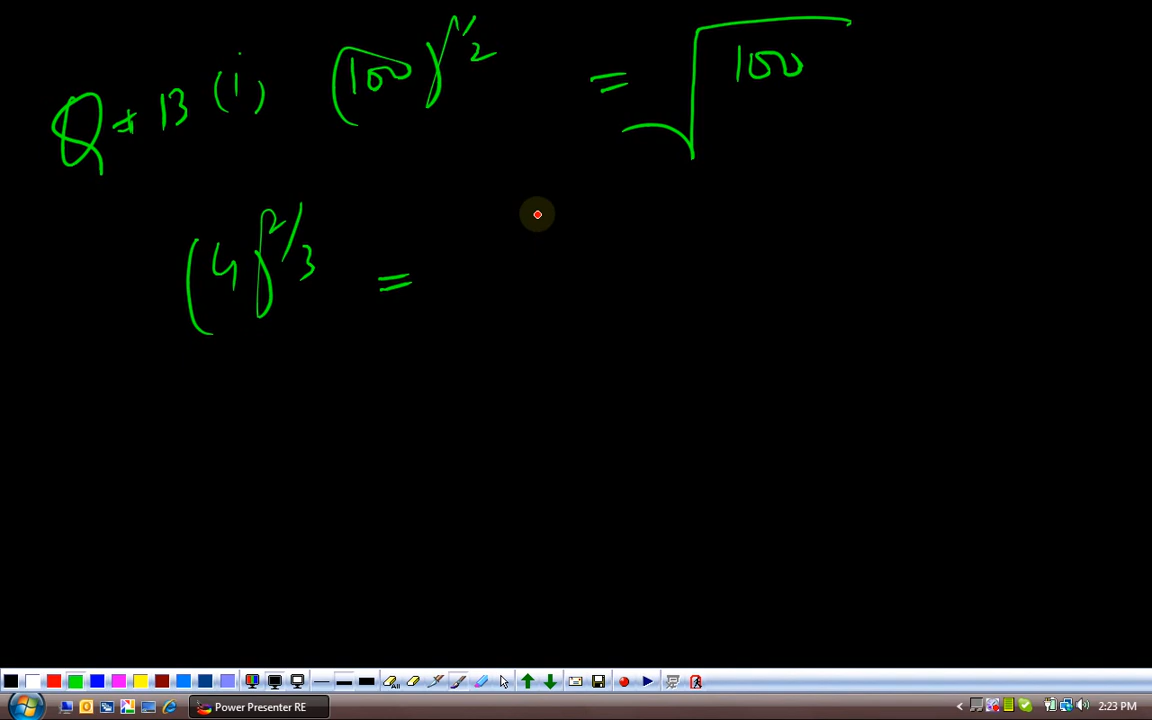 Q → 13 (i) (100)^1/2 = √100
(4)^2/3 =
Power Presenter RE
2:23 PM